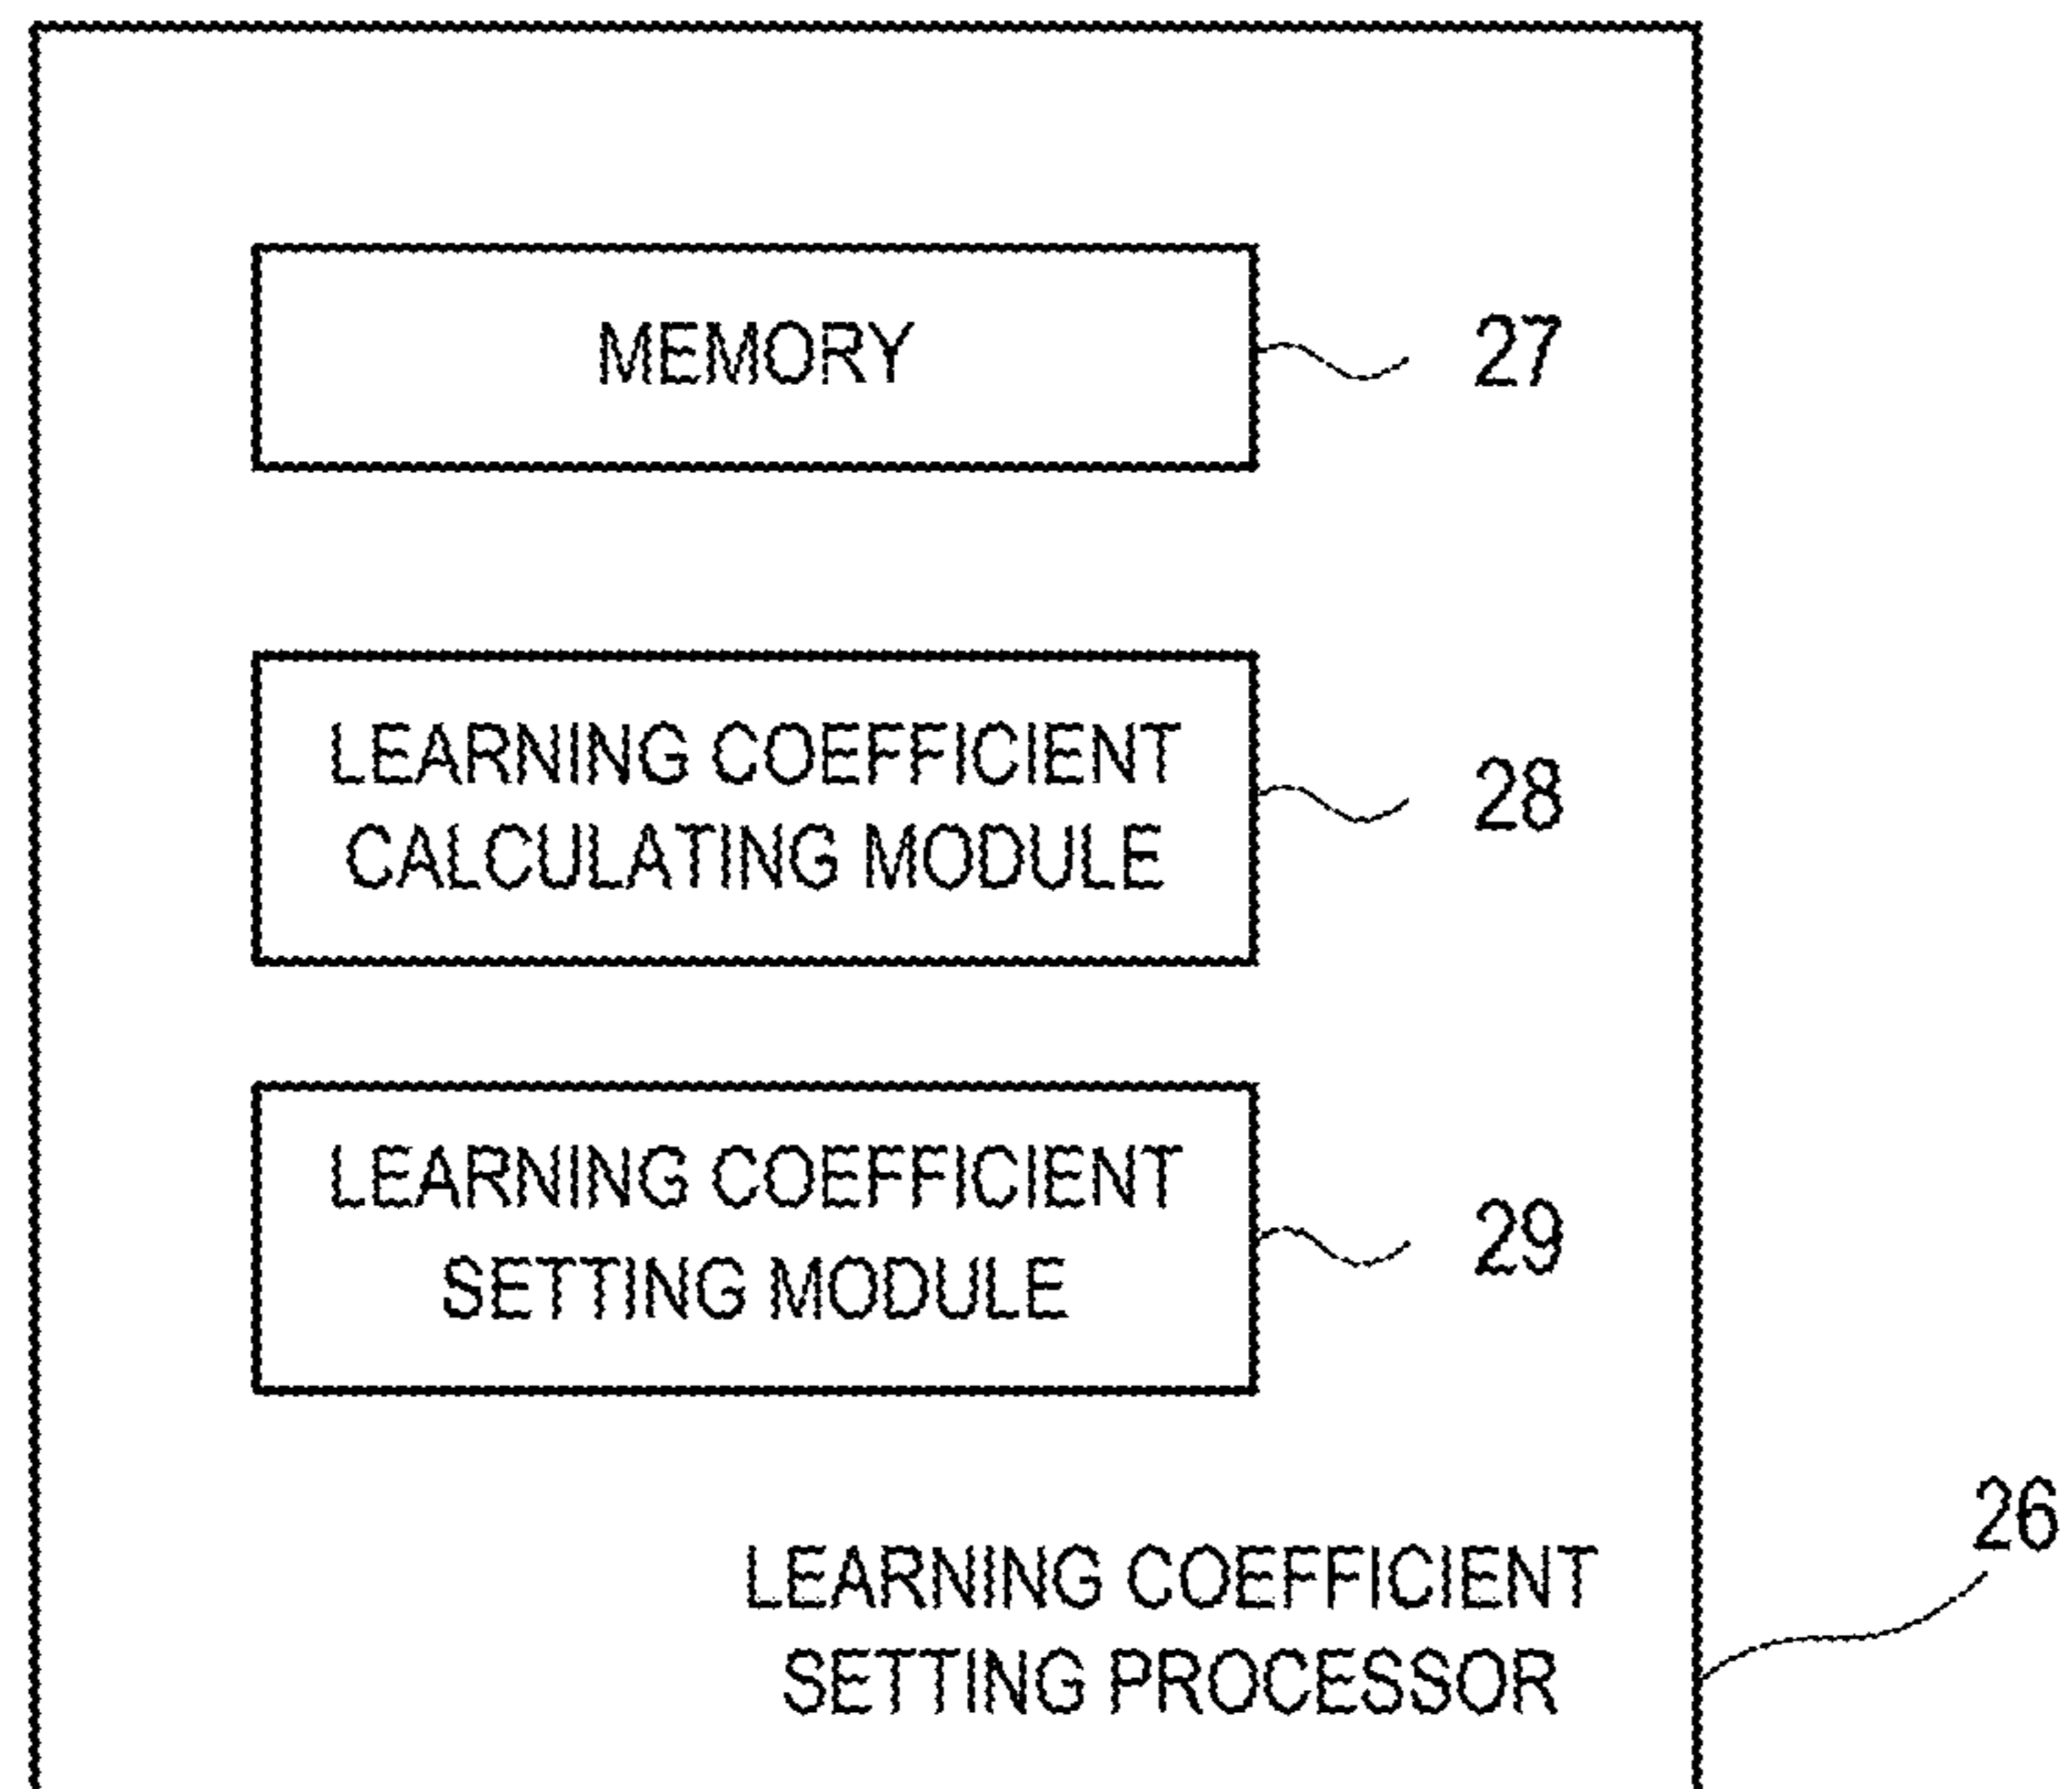 MEMORY
27
LEARNING COEFFICIENT
CALCULATING MODULE
28
LEARNING COEFFICIENT
SETTING MODULE
29
26
LEARNING COEFFICIENT
SETTING PROCESSOR